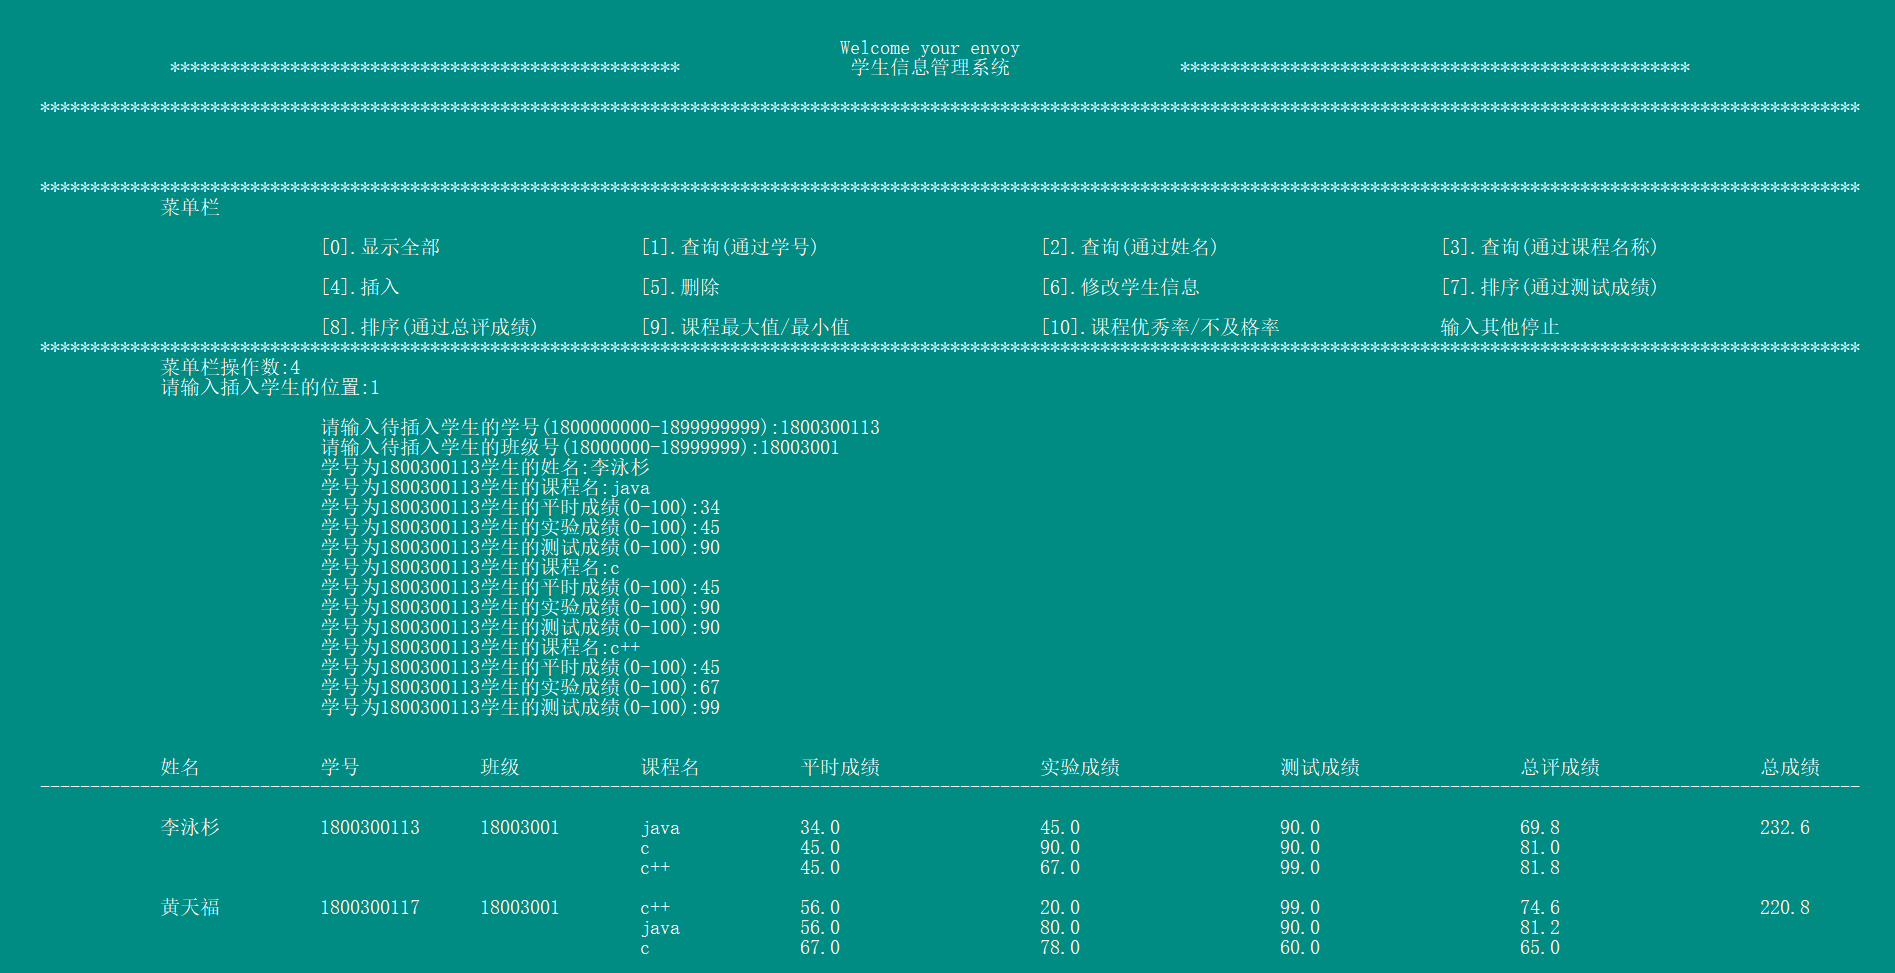 Welcome your envoy
*************************************************** 学生信息管理系统 ***************************************************
**************************************************************************************************************************************************************************************
**************************************************************************************************************************************************************************************
菜单栏
[0].显示全部 [1].查询(通过学号) [2].查询(通过姓名) [3].查询(通过课程名称)
[4].插入 [5].删除 [6].修改学生信息 [7].排序(通过测试成绩)
[8].排序(通过总评成绩) [9].课程最大值/最小值 [10].课程优秀率/不及格率 输入其他停止
**************************************************************************************************************************************************************************************
菜单栏操作数:4
请输入插入学生的位置:1
请输入待插入学生的学号(1800000000-1899999999):1800300113
请输入待插入学生的班级号(18000000-18999999):18003001
学号为1800300113学生的姓名:李泳杉
学号为1800300113学生的课程名:java
学号为1800300113学生的平时成绩(0-100):34
学号为1800300113学生的实验成绩(0-100):45
学号为1800300113学生的测试成绩(0-100):90
学号为1800300113学生的课程名:c
学号为1800300113学生的平时成绩(0-100):45
学号为1800300113学生的实验成绩(0-100):90
学号为1800300113学生的测试成绩(0-100):90
学号为1800300113学生的课程名:c++
学号为1800300113学生的平时成绩(0-100):45
学号为1800300113学生的实验成绩(0-100):67
学号为1800300113学生的测试成绩(0-100):99
姓名 学号 班级 课程名 平时成绩 实验成绩 测试成绩 总评成绩 总成绩
--------------------------------------------------------------------------------------------------------------------------------------------------------------------------------------
李泳杉 1800300113 18003001 java 34.0 45.0 90.0 69.8 232.6
c 45.0 90.0 90.0 81.0
c++ 45.0 67.0 99.0 81.8
黄天福 1800300117 18003001 c++ 56.0 20.0 99.0 74.6 220.8
java 56.0 80.0 90.0 81.2
c 67.0 78.0 60.0 65.0